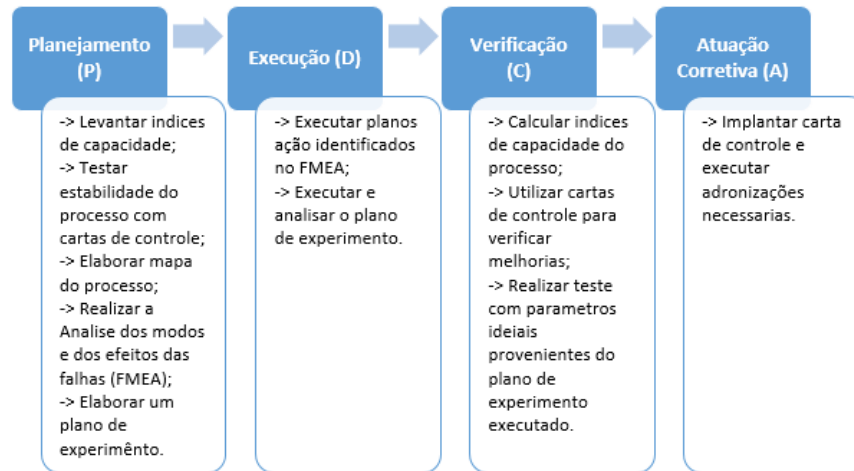 Planejamento
(P)
-> Levantar indices
de capacidade;
-> Testar
estabilidade do
processo com
cartas de controle;
-> Elaborar mapa
do processo;
-> Realizar a
Analise dos modos
e dos efeitos das
falhas (FMEA);
-> Elaborar um
plano de
experimênto.
Execução (D)
-> Executar planos
ação identificados
no FMEA;
-> Executar e
analisar o plano
de experimento.
Verificação
(C)
-> Calcular indices
de capacidade do
processo;
-> Utilizar cartas
de controle para
verificar
melhorias;
-> Realizar teste
com parametros
ideiais
provenientes do
plano de
experimento
executado.
Atuação
Corretiva (A)
-> Implantar carta
de controle e
executar
adronizações
necessarias.